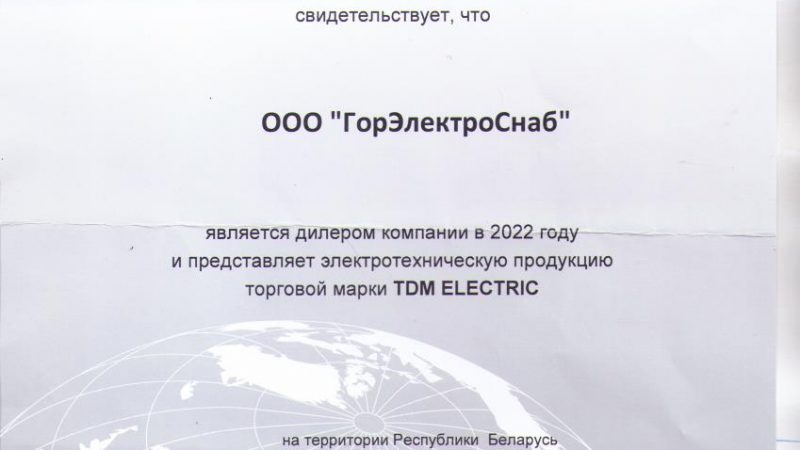 свидетельствует, что
ООО "ГорЭлектроСнаб"
является дилером компании в 2022 году
и представляет электротехническую продукцию
торговой марки TDM ELECTRIC
на территории Республики Беларусь